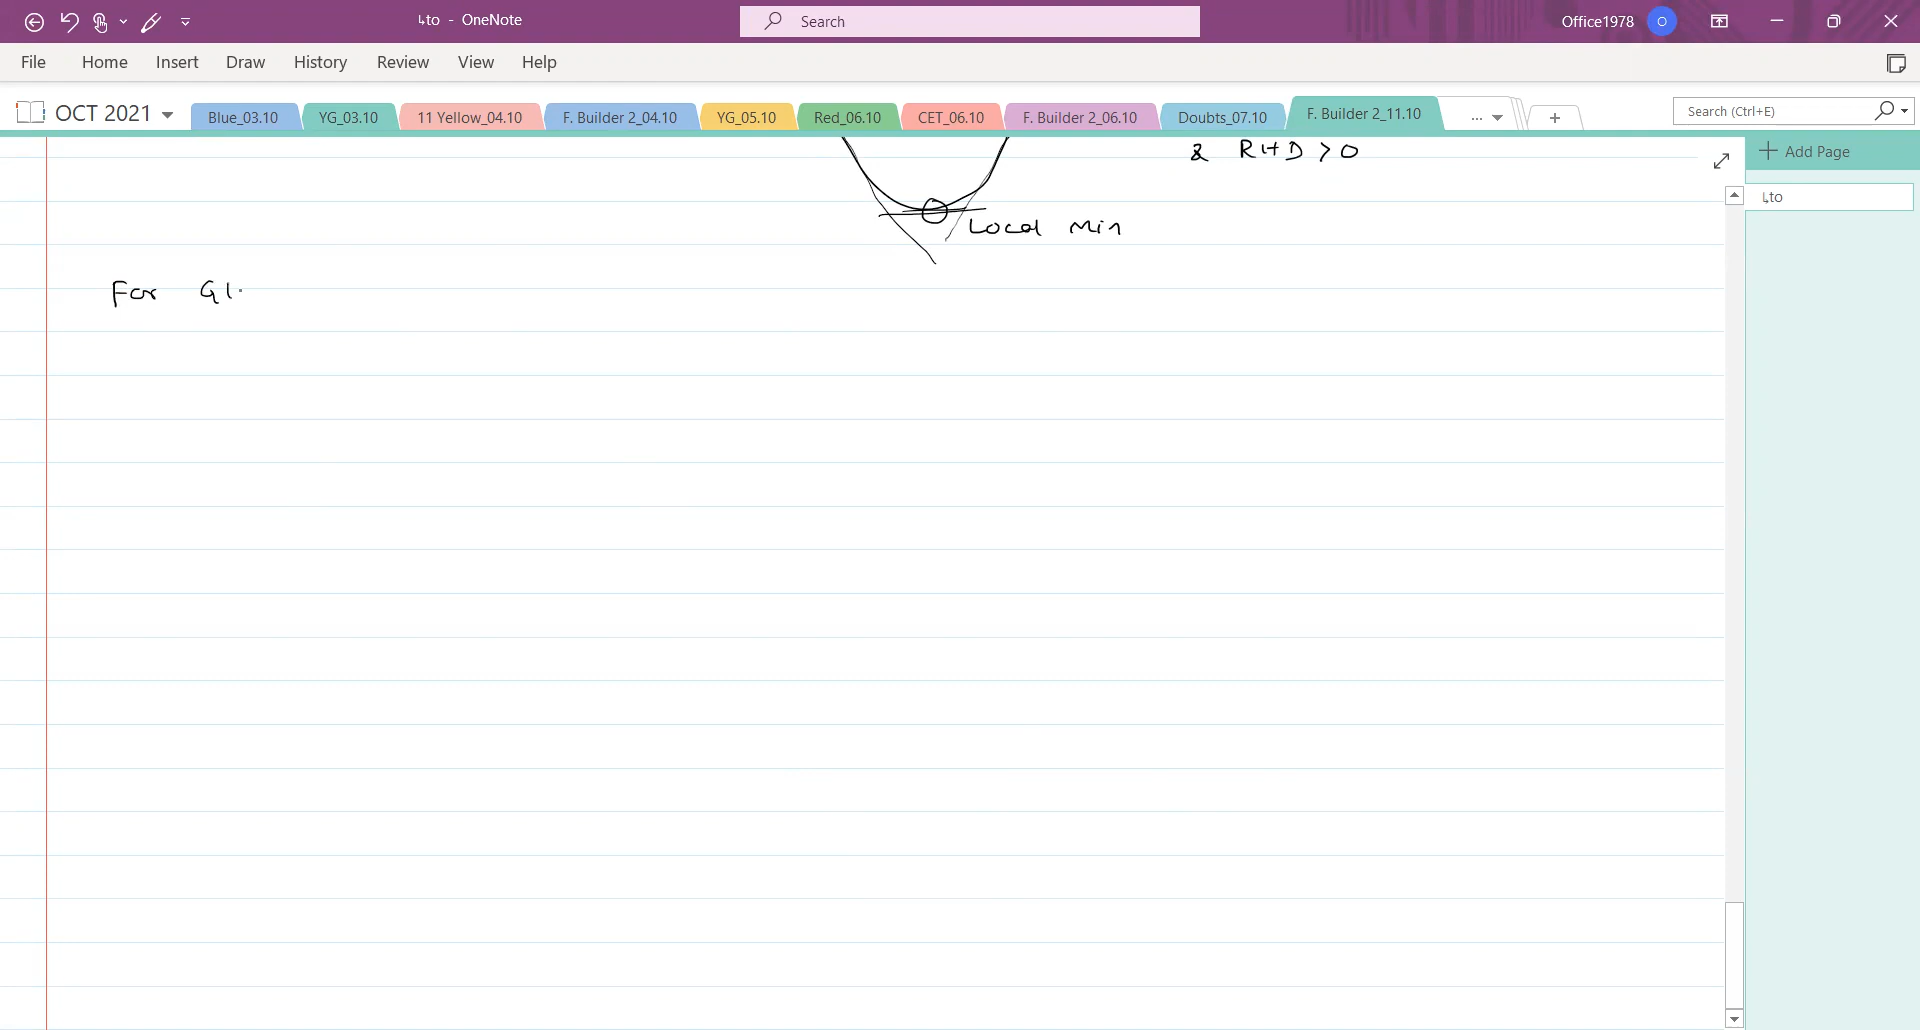 ↳to - OneNote
Search
Office1978
O
File Home Insert Draw History Review View Help
OCT 2021
Blue_03.10 YG_03.10 11 Yellow_04.10 F. Builder 2_04.10 YG_05.10 Red_06.10 CET_06.10 F. Builder 2_06.10 Doubts_07.10 F. Builder 2_11.10 ... +
Search (Ctrl+E)
+ Add Page
↳to
& RHD > 0
Local Min
For Gl